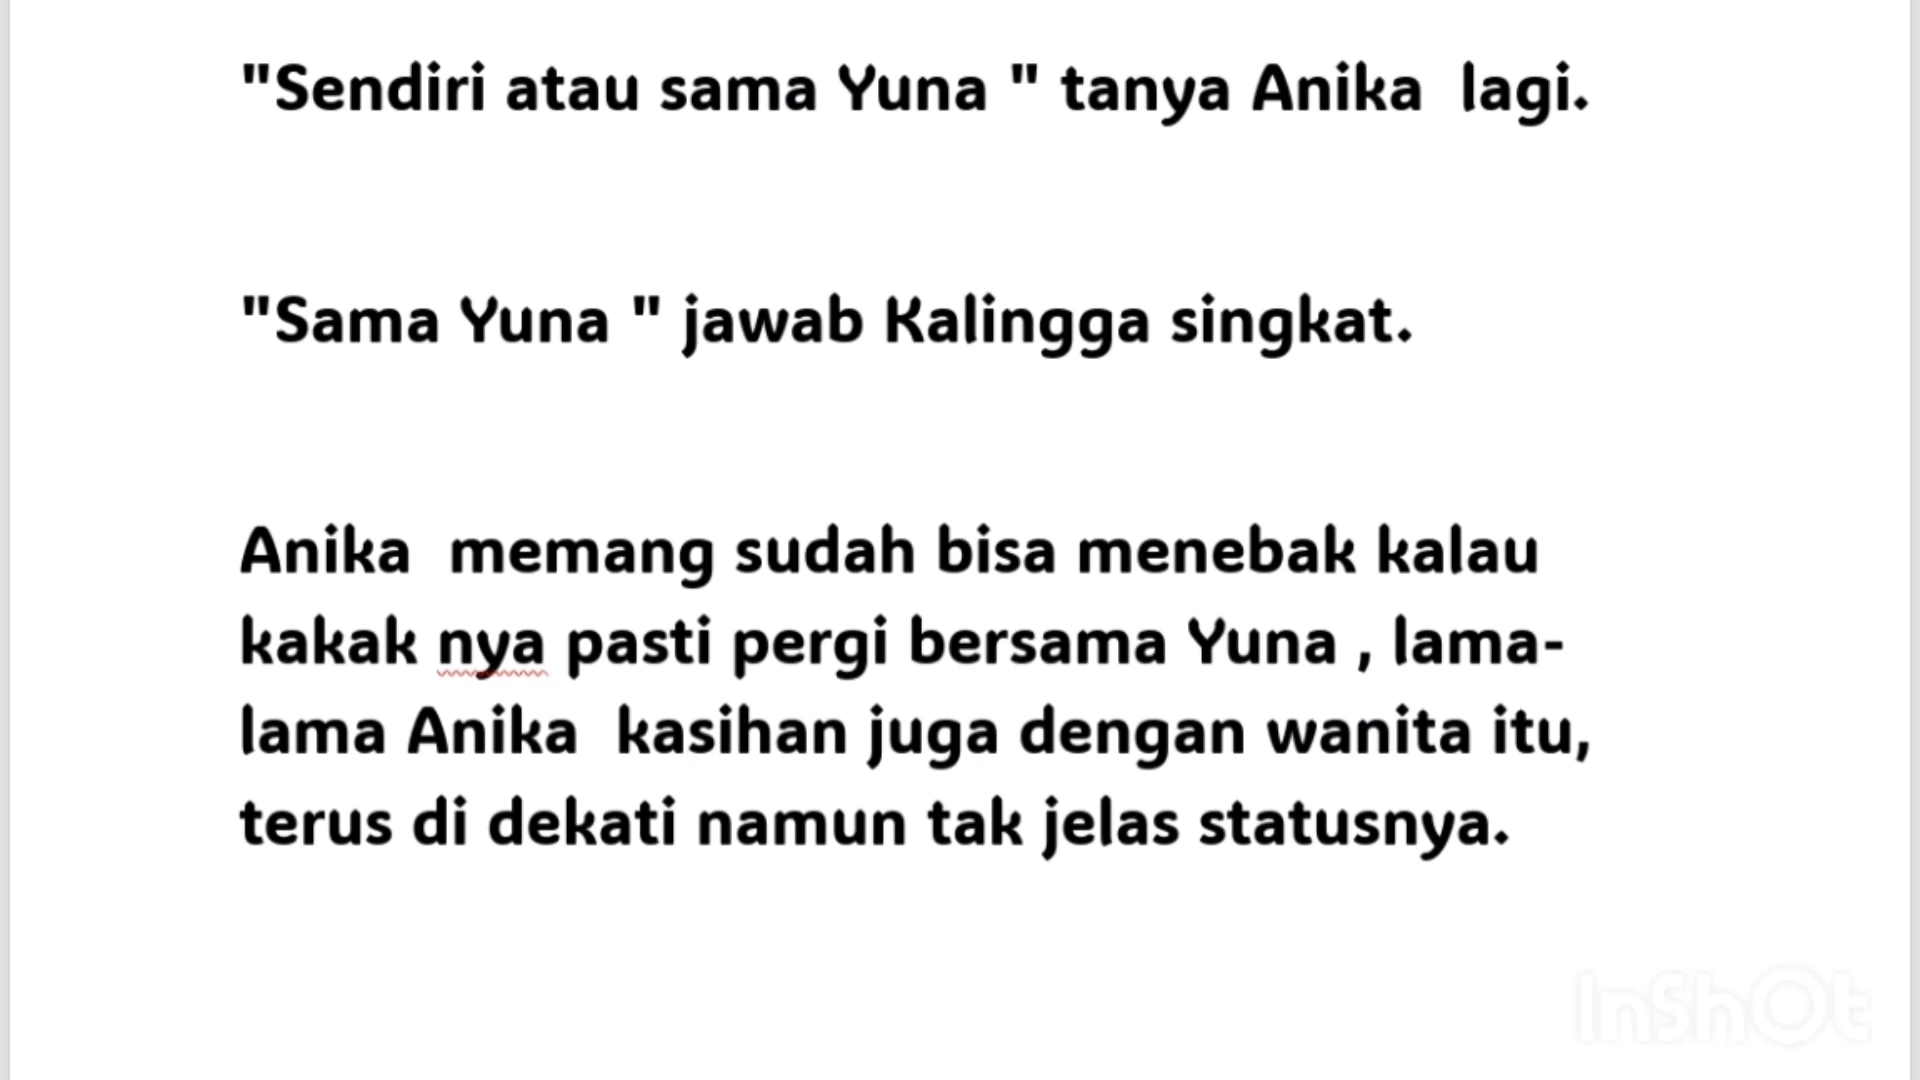 "Sendiri atau sama Yuna " tanya Anika  lagi.
"Sama Yuna " jawab Kalingga singkat.
Anika  memang sudah bisa menebak kalau
kakak nya pasti pergi bersama Yuna , lama-
lama Anika  kasihan juga dengan wanita itu,
terus di dekati namun tak jelas statusnya.
InShOt